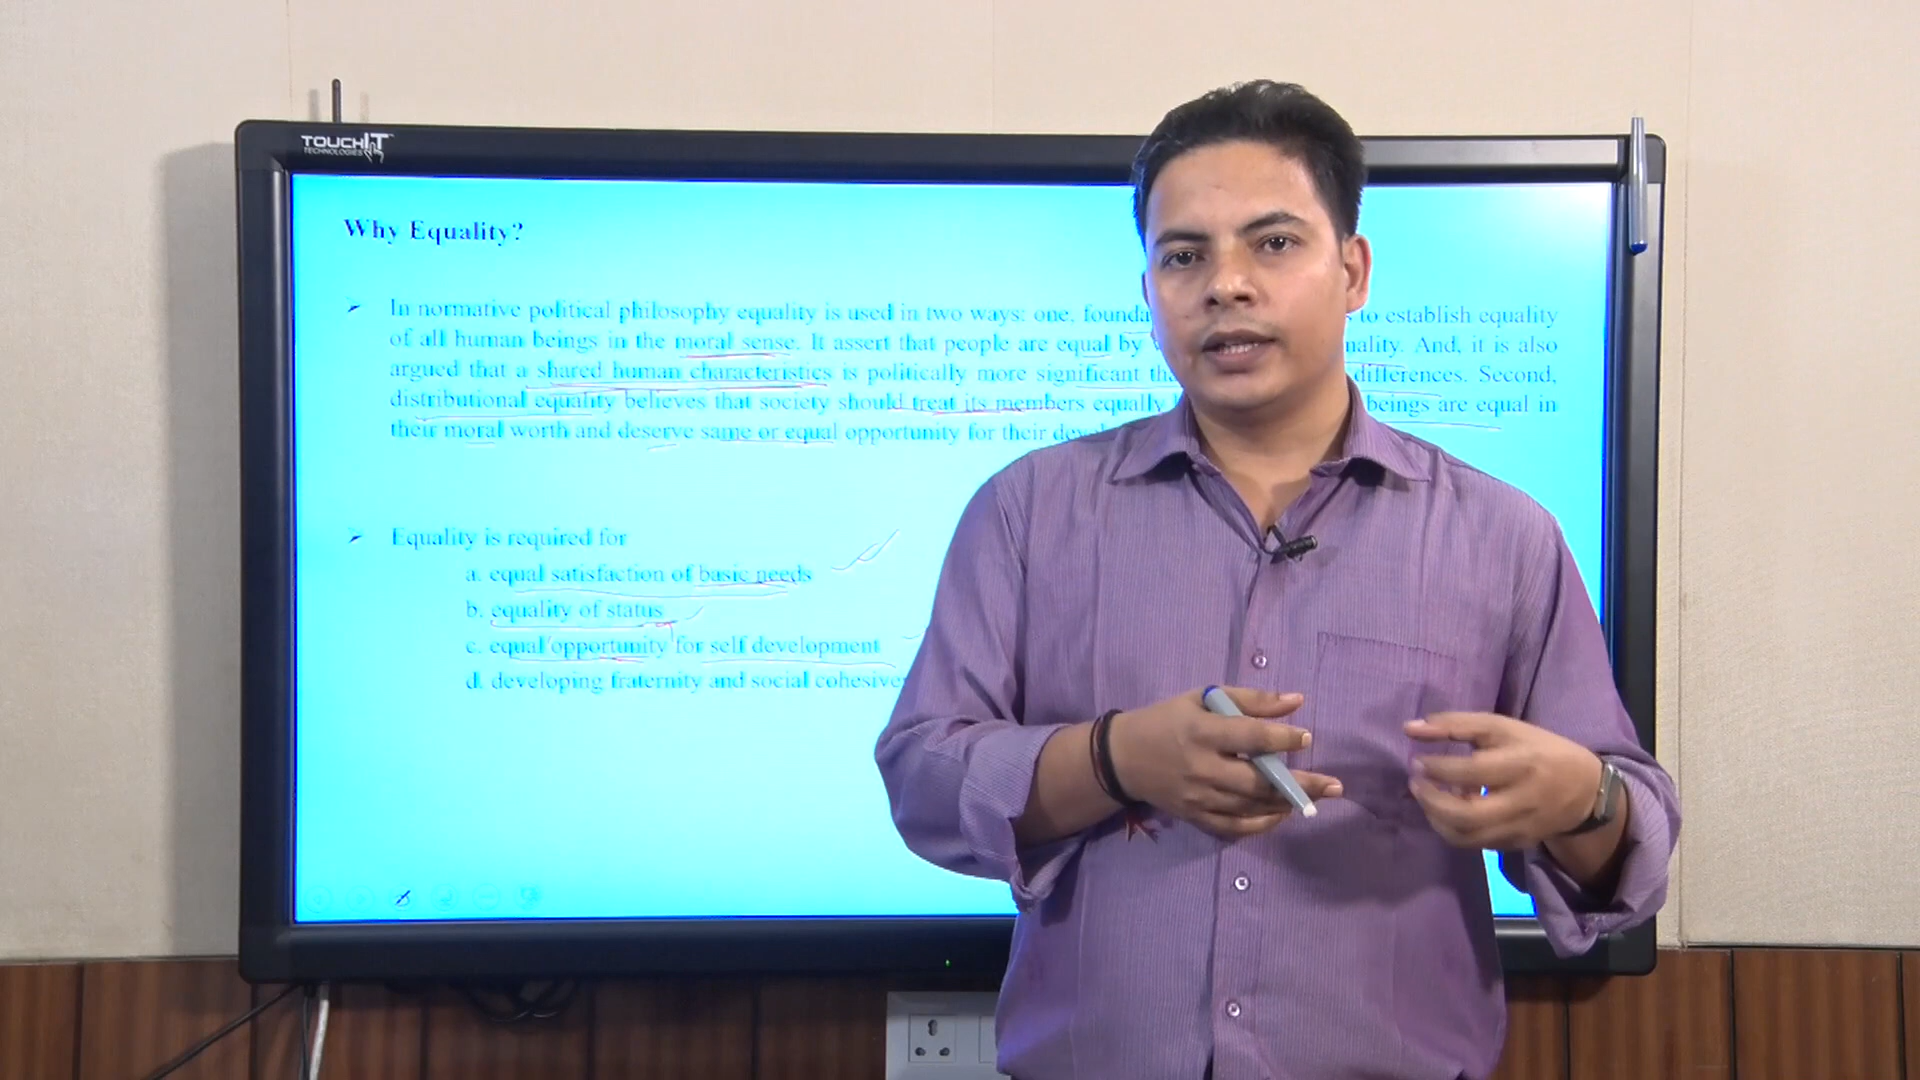 TOUCHIT
TECHNOLOGIES
Why Equality?
In normative political philosophy equality is used in two ways: one, to establish equality
of all human beings in the moral sense. It assert that people are equal by And, it is also
argued that a shared human characteristics is politically more significant differences. Second,
distributional equality believes that society should treat its members equally beings are equal in
their moral worth and deserve same or equal opportunity for their
Equality is required for
a. equal satisfaction of basic needs
b. equality of status
c. equal opportunity for self development
d. developing fraternity and social